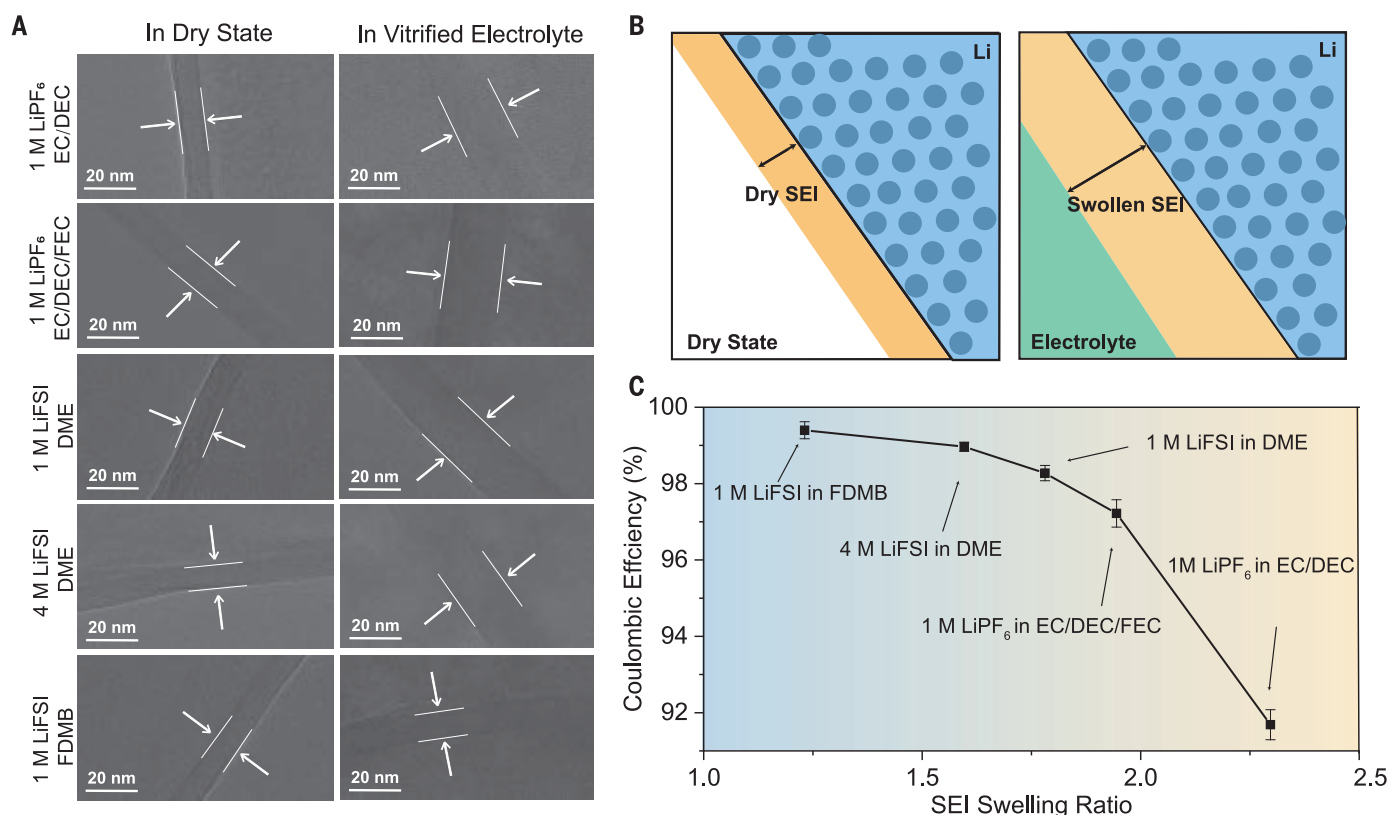 A
In Dry State
In Vitrified Electrolyte
1 M LiPF₆
EC/DEC
20 nm
20 nm
1 M LiPF₆
EC/DEC/FEC
20 nm
20 nm
1 M LiFSI
DME
20 nm
20 nm
4 M LiFSI
DME
20 nm
20 nm
1 M LiFSI
FDMB
20 nm
20 nm
B
Li
Dry SEI
Dry State
Li
Swollen SEI
Electrolyte
C
Coulombic Effciency (%)
100
98
96
94
92
1 M LiFSI in DME
1 M LiFSI in FDMB
4 M LiFSI in DME
1M LiPF₆ in EC/DEC
1 M LiPF₆ in EC/DEC/FEC
1.0
1.5
2.0
2.5
SEI Swelling Ratio